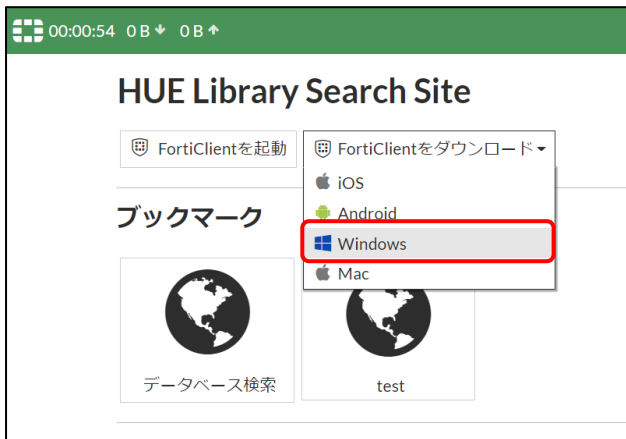 00:00:54 0 B 0 B
HUE Library Search Site
FortiClientを起動 FortiClientをダウンロード
iOS
Android
Windows
Mac
ブックマーク
データベース検索 test